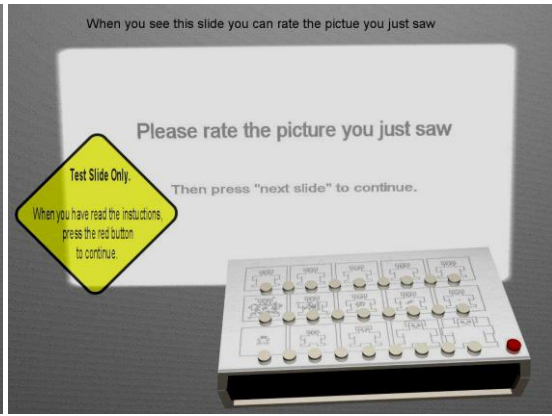 When you see this slide you can rate the pictue you just saw
Please rate the picture you just saw
Then press "next slide" to continue.
Test Slide Only.
When you have read the instuctions,
press the red button
to continue.